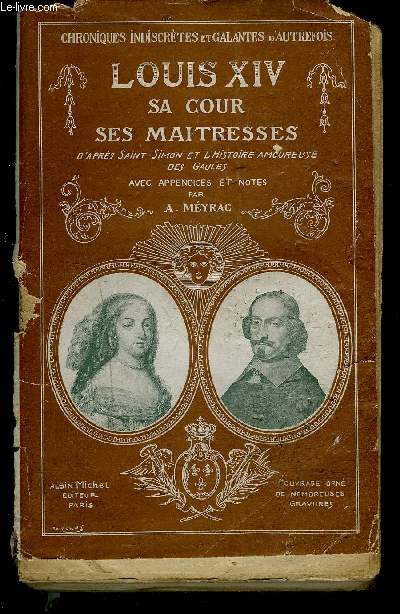 Le-livre.com
CHRONIQUES INDISCRÈTES ET GALANTES D'AUTREFOIS.
LOUIS XIV
SA COUR
SES MAITRESSES
D'APRÈS SAINT SIMON ET L'HISTOIRE AMOUREUSE
DES GAULES
AVEC APPENDICES ET NOTES
PAR
A. MÉYRAC
ALBIN MICHEL
EDITEUR
PARIS
OUVRAGE ORNÉ
DE NOMBREUSES
GRAVURES